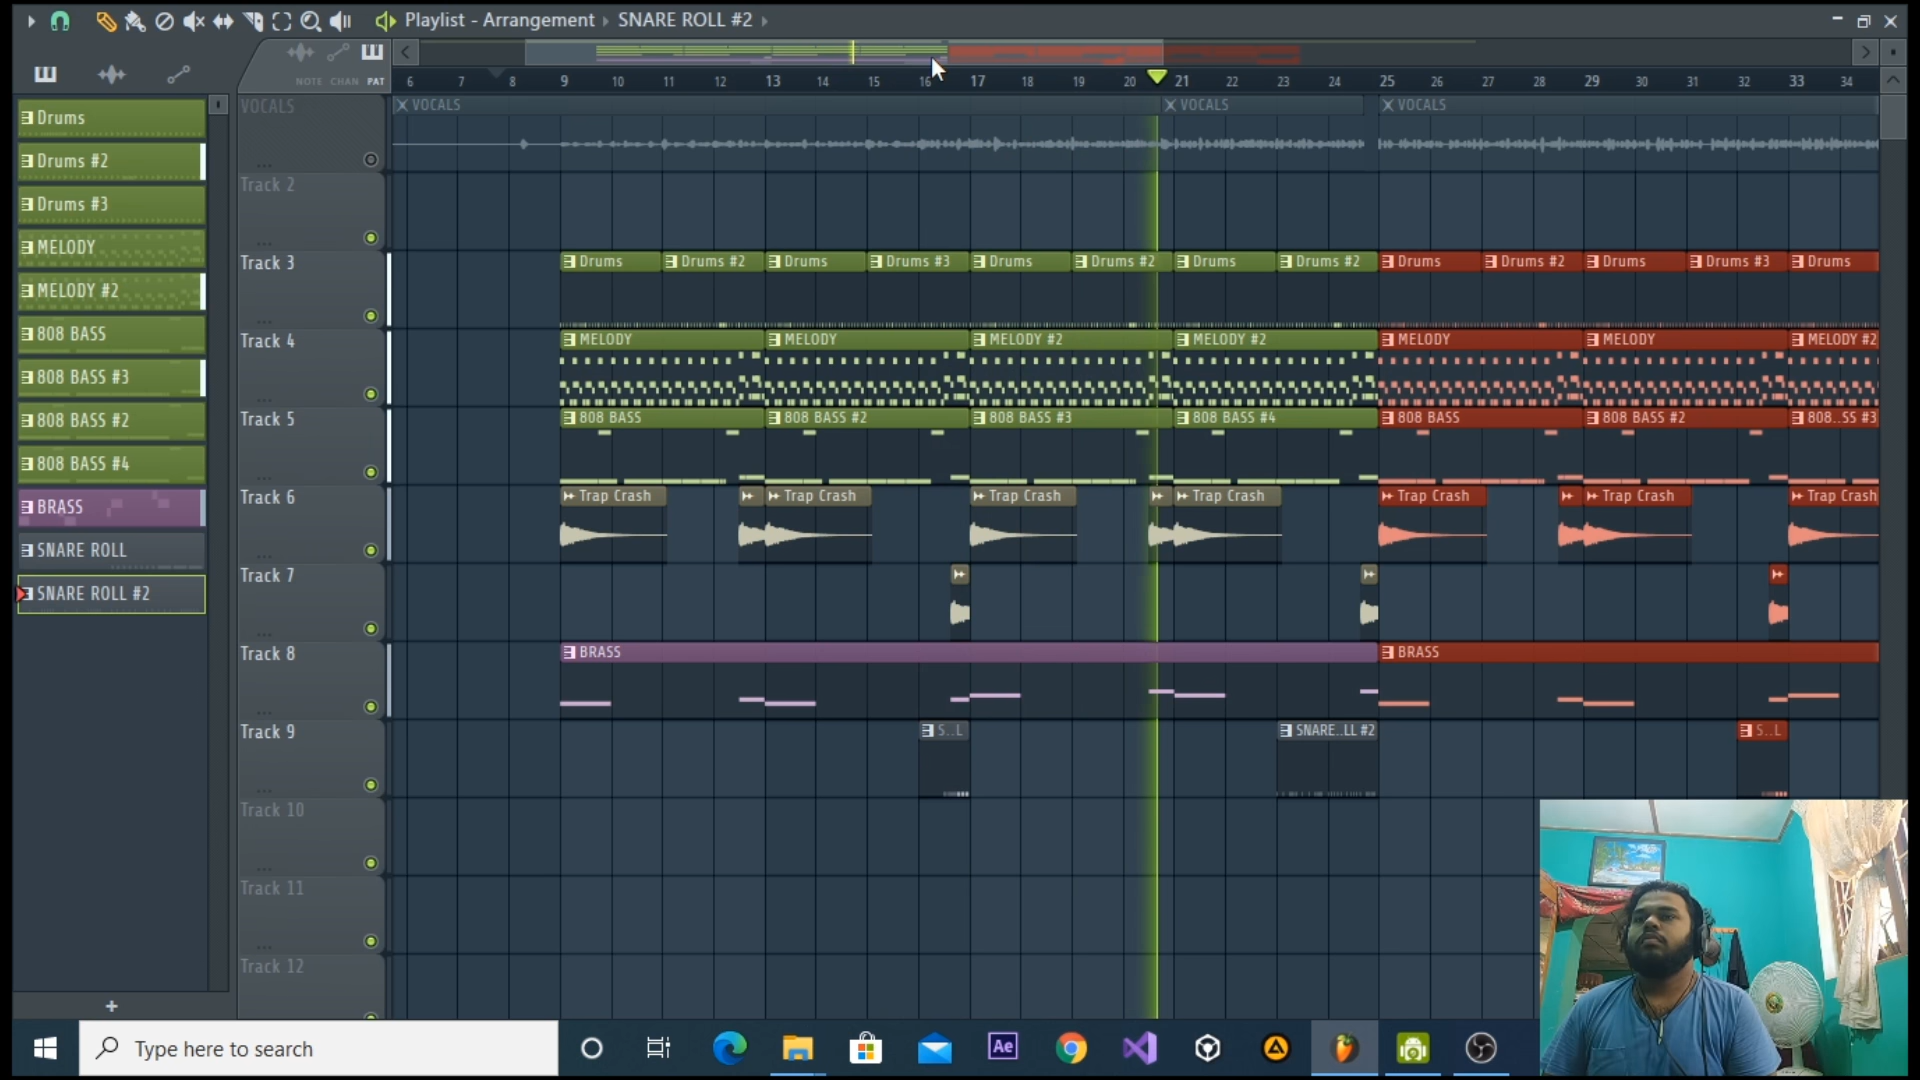 Playlist - Arrangement › SNARE ROLL #2 ›
NOTE CHAN PAT
6 7 8 9 10 11 12 13 14 15 16 17 18 19 20 21 22 23 24 25 26 27 28 29 30 31 32 33 34
Drums
Drums #2
Drums #3
MELODY
MELODY #2
808 BASS
808 BASS #3
808 BASS #2
808 BASS #4
BRASS
SNARE ROLL
SNARE ROLL #2
+
VOCALS
VOCALS VOCALS VOCALS
Track 2
Track 3
Drums Drums #2 Drums Drums #3 Drums Drums #2 Drums Drums #2 Drums Drums #2 Drums Drums #3 Drums
Track 4
MELODY MELODY MELODY #2 MELODY #2 MELODY MELODY MELODY #2
Track 5
808 BASS 808 BASS #2 808 BASS #3 808 BASS #4 808 BASS 808 BASS #2 808..SS #3
Track 6
Trap Crash Trap Crash Trap Crash Trap Crash Trap Crash Trap Crash Trap Crash
Track 7
Track 8
BRASS BRASS
Track 9
S..L SNARE..LL #2 S..L
Track 10
Track 11
Track 12
Type here to search
Ae